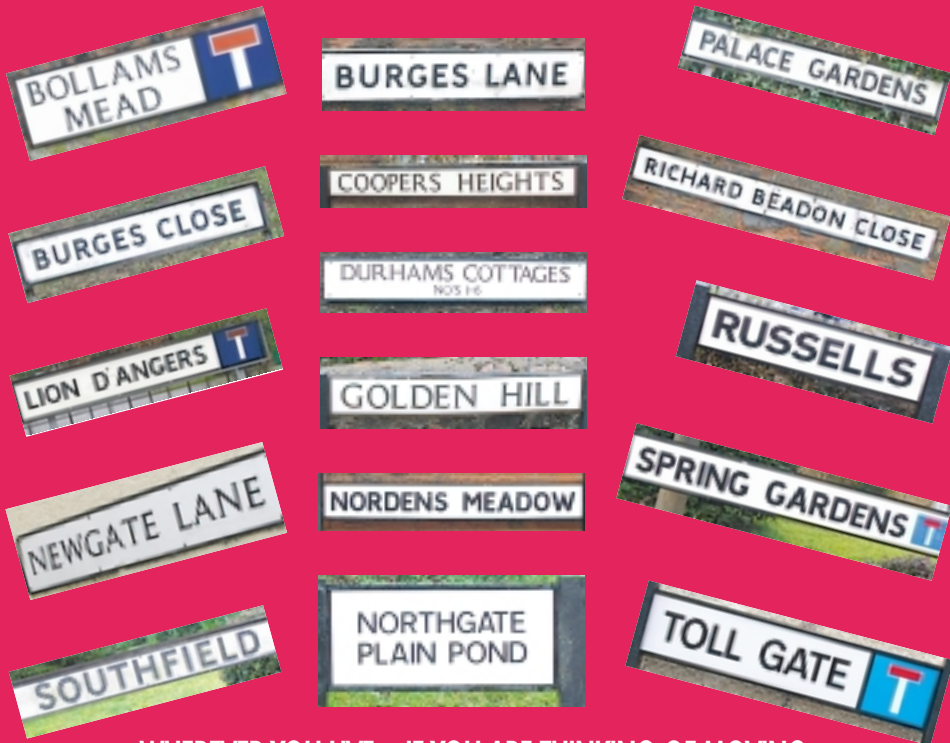 BOLLAMS
MEAD
BURGES CLOSE
LION D'ANGERS
NEWGATE LANE
SOUTHFIELD
BURGES LANE
COOPERS HEIGHTS
DURHAMS COTTAGES
NOS 1-6
GOLDEN HILL
NORDENS MEADOW
NORTHGATE
PLAIN POND
PALACE GARDENS
RICHARD BEADON CLOSE
RUSSELLS
SPRING GARDENS
TOLL GATE